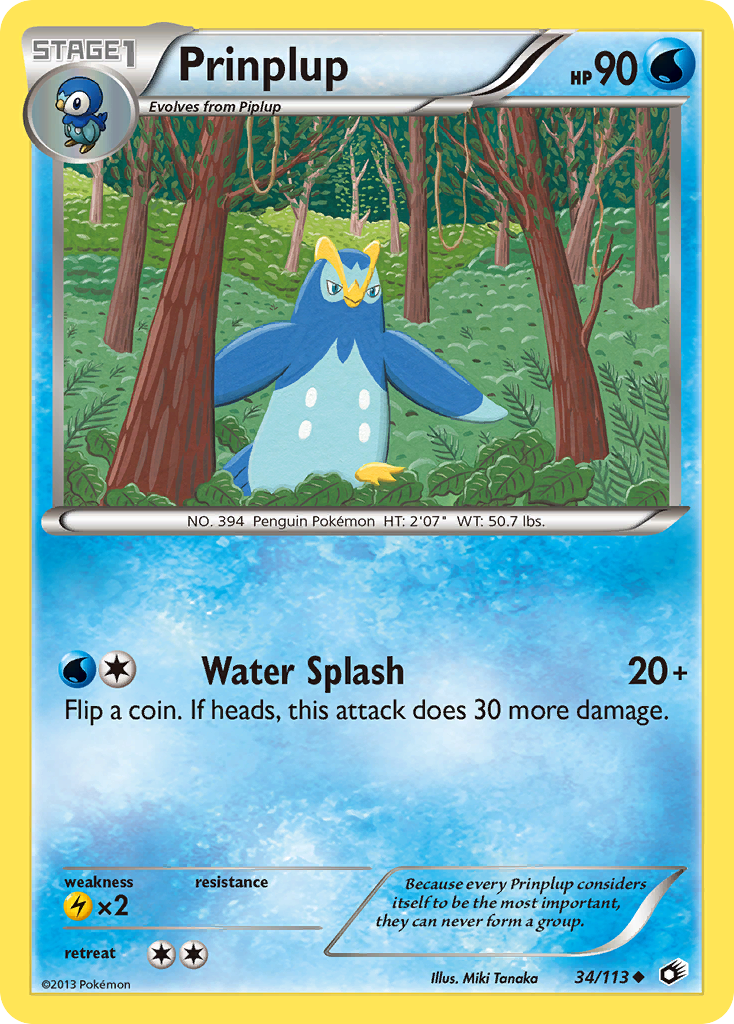 STAGE1
Prinplup
HP 90
Evolves from Piplup
NO. 394 Penguin Pokémon HT: 2'07" WT: 50.7 lbs.
Water Splash 20+
Flip a coin. If heads, this attack does 30 more damage.
weakness resistance
×2
retreat
Because every Prinplup considers
itself to be the most important,
they can never form a group.
©2013 Pokémon Illus. Miki Tanaka 34/113